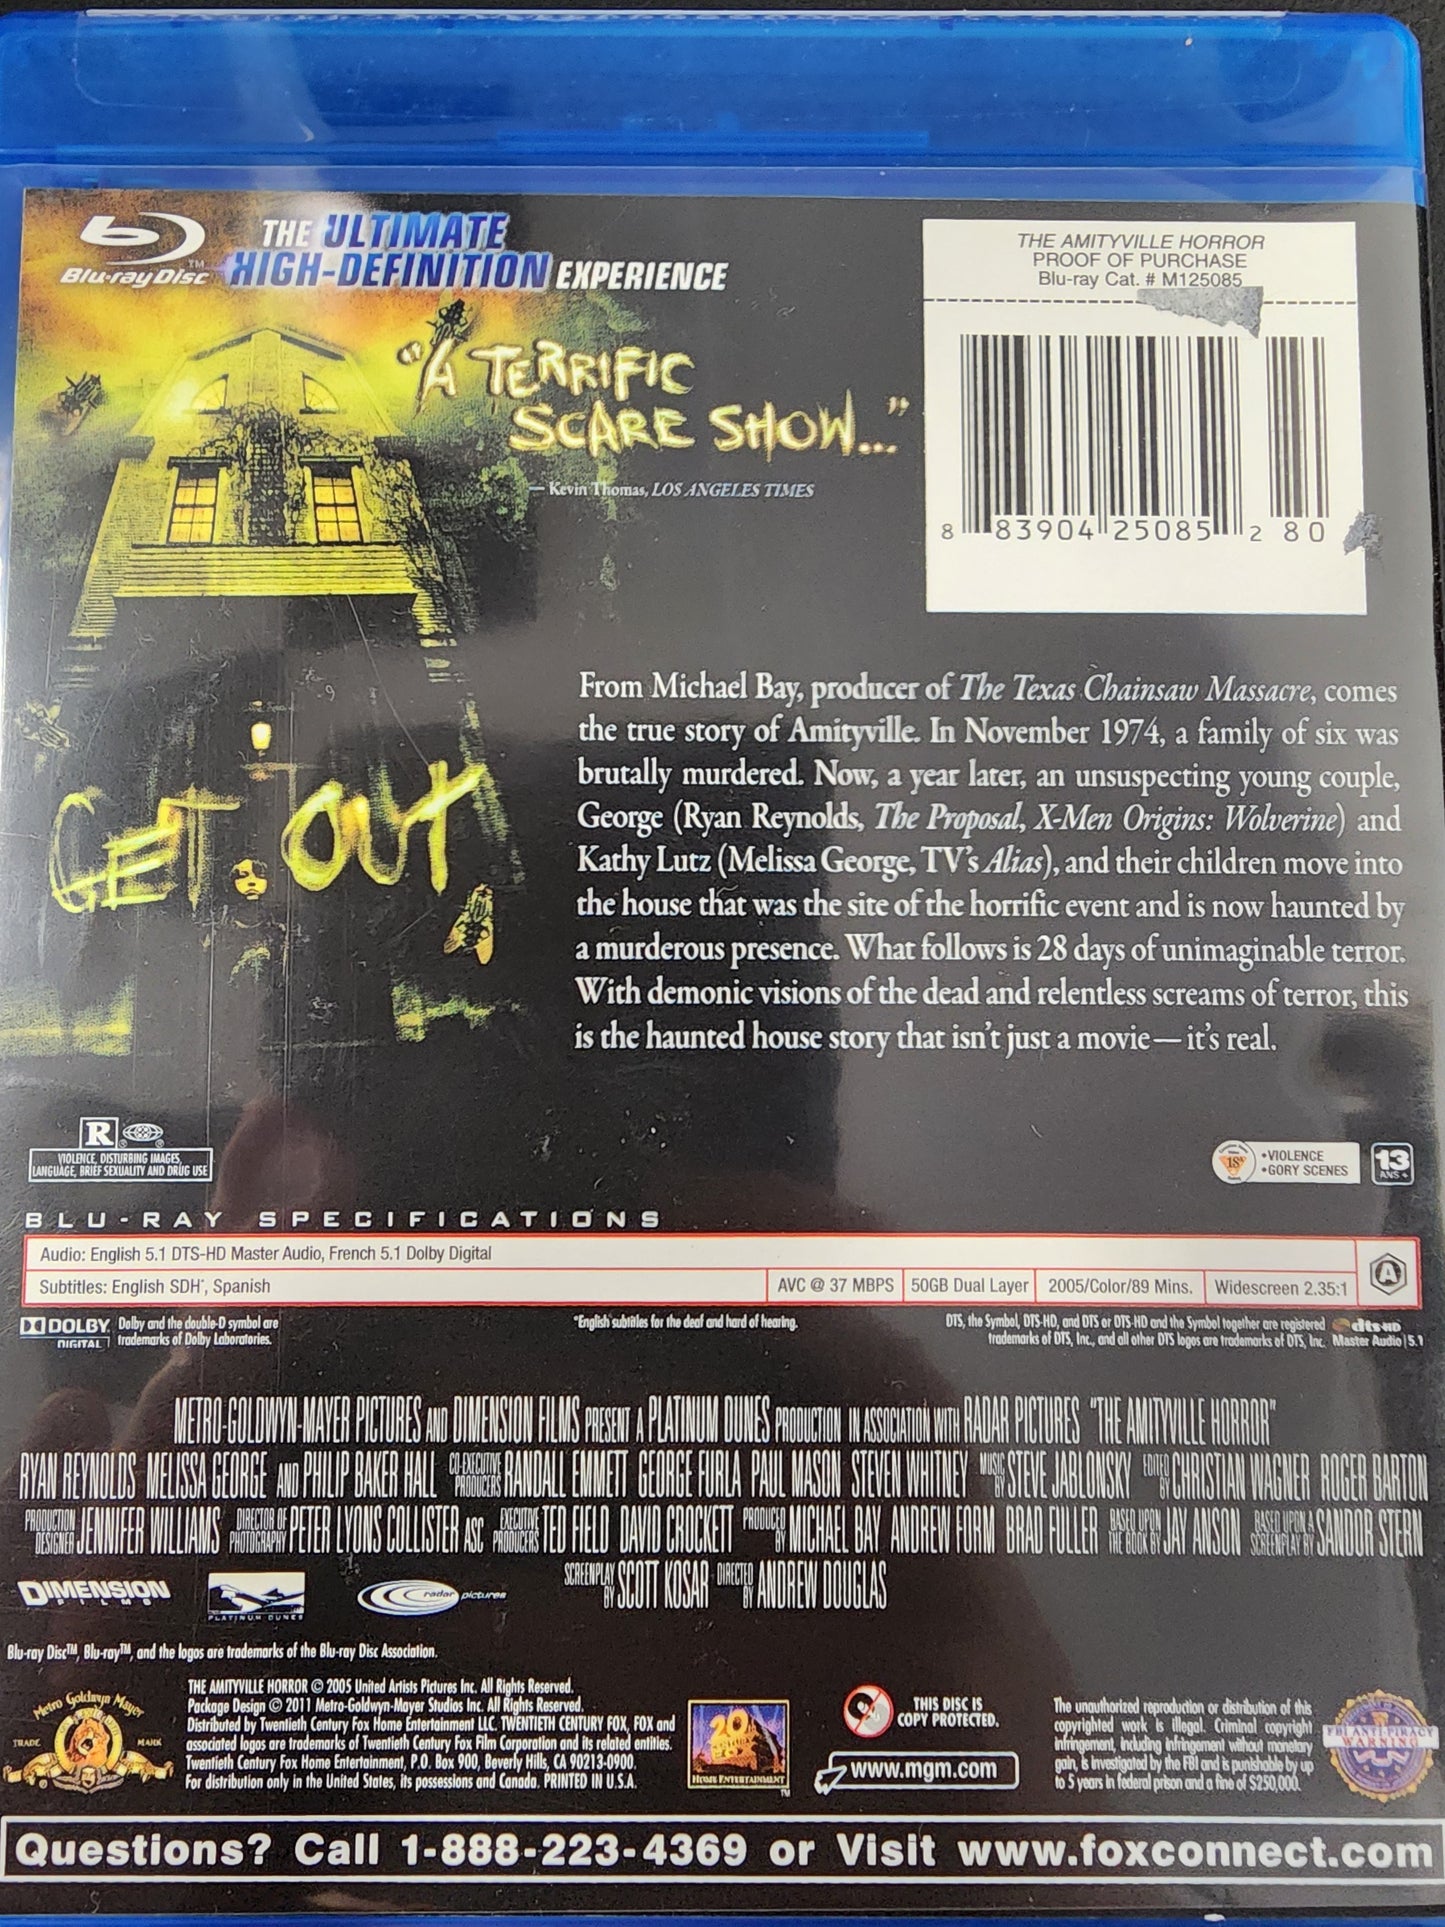 Blu-ray Disc™
THE ULTIMATE
HIGH-DEFINITION EXPERIENCE
THE AMITYVILLE HORROR
PROOF OF PURCHASE
Blu-ray Cat. # M125085
"A TERRIFIC
SCARE SHOW..."
— Kevin Thomas, LOS ANGELES TIMES
8 83904 25085 2 80
GET OUT
From Michael Bay, producer of The Texas Chainsaw Massacre, comes
the true story of Amityville. In November 1974, a family of six was
brutally murdered. Now, a year later, an unsuspecting young couple,
George (Ryan Reynolds, The Proposal, X-Men Origins: Wolverine) and
Kathy Lutz (Melissa George, TV's Alias), and their children move into
the house that was the site of the horrific event and is now haunted by
a murderous presence. What follows is 28 days of unimaginable terror.
With demonic visions of the dead and relentless screams of terror, this
is the haunted house story that isn't just a movie—it's real.
R
VIOLENCE, DISTURBING IMAGES,
LANGUAGE, BRIEF SEXUALITY AND DRUG USE
18A
•VIOLENCE
•GORY SCENES
13
ANS +
BLU-RAY SPECIFICATIONS
Audio: English 5.1 DTS-HD Master Audio, French 5.1 Dolby Digital
Subtitles: English SDH*, Spanish
AVC @ 37 MBPS
50GB Dual Layer
2005/Color/89 Mins.
Widescreen 2.35:1
A
DOLBY
DIGITAL
Dolby and the double-D symbol are
trademarks of Dolby Laboratories.
*English subtitles for the deaf and hard of hearing.
DTS, the Symbol, DTS-HD, and DTS or DTS-HD and the Symbol together are registered
trademarks of DTS, Inc., and all other DTS logos are trademarks of DTS, Inc.
dts-HD
Master Audio | 5.1
METRO-GOLDWYN-MAYER PICTURES AND DIMENSION FILMS PRESENT A PLATINUM DUNES PRODUCTION IN ASSOCIATION WITH RADAR PICTURES "THE AMITYVILLE HORROR"
RYAN REYNOLDS MELISSA GEORGE AND PHILIP BAKER HALL CO-EXECUTIVE PRODUCERS RANDALL EMMETT GEORGE FURLA PAUL MASON STEVEN WHITNEY MUSIC BY STEVE JABLONSKY EDITED BY CHRISTIAN WAGNER ROGER BARTON
PRODUCTION DESIGNER JENNIFER WILLIAMS DIRECTOR OF PHOTOGRAPHY PETER LYONS COLLISTER ASC EXECUTIVE PRODUCERS TED FIELD DAVID CROCKETT PRODUCED BY MICHAEL BAY ANDREW FORM BRAD FULLER BASED UPON THE BOOK BY JAY ANSON BASED UPON A SCREENPLAY BY SANDOR STERN
SCREENPLAY BY SCOTT KOSAR DIRECTED BY ANDREW DOUGLAS
DIMENSION
FILMS
PLATINUM DUNES
radar pictures
Blu-ray Disc™, Blu-ray™, and the logos are trademarks of the Blu-ray Disc Association.
Metro Goldwyn Mayer
TRADE MARK
THE AMITYVILLE HORROR © 2005 United Artists Pictures Inc. All Rights Reserved.
Package Design © 2011 Metro-Goldwyn-Mayer Studios Inc. All Rights Reserved.
Distributed by Twentieth Century Fox Home Entertainment LLC. TWENTIETH CENTURY FOX, FOX and
associated logos are trademarks of Twentieth Century Fox Film Corporation and its related entities.
Twentieth Century Fox Home Entertainment, P.O. Box 900, Beverly Hills, CA 90213-0900.
For distribution only in the United States, its possessions and Canada. PRINTED IN U.S.A.
20th
CENTURY
FOX
HOME ENTERTAINMENT
™
THIS DISC IS
COPY PROTECTED.
www.mgm.com
The unauthorized reproduction or distribution of this
copyrighted work is illegal. Criminal copyright
infringement, including infringement without monetary
gain, is investigated by the FBI and is punishable by up
to 5 years in federal prison and a fine of $250,000.
FBI ANTI-PIRACY
WARNING
Questions? Call 1-888-223-4369 or Visit www.foxconnect.com